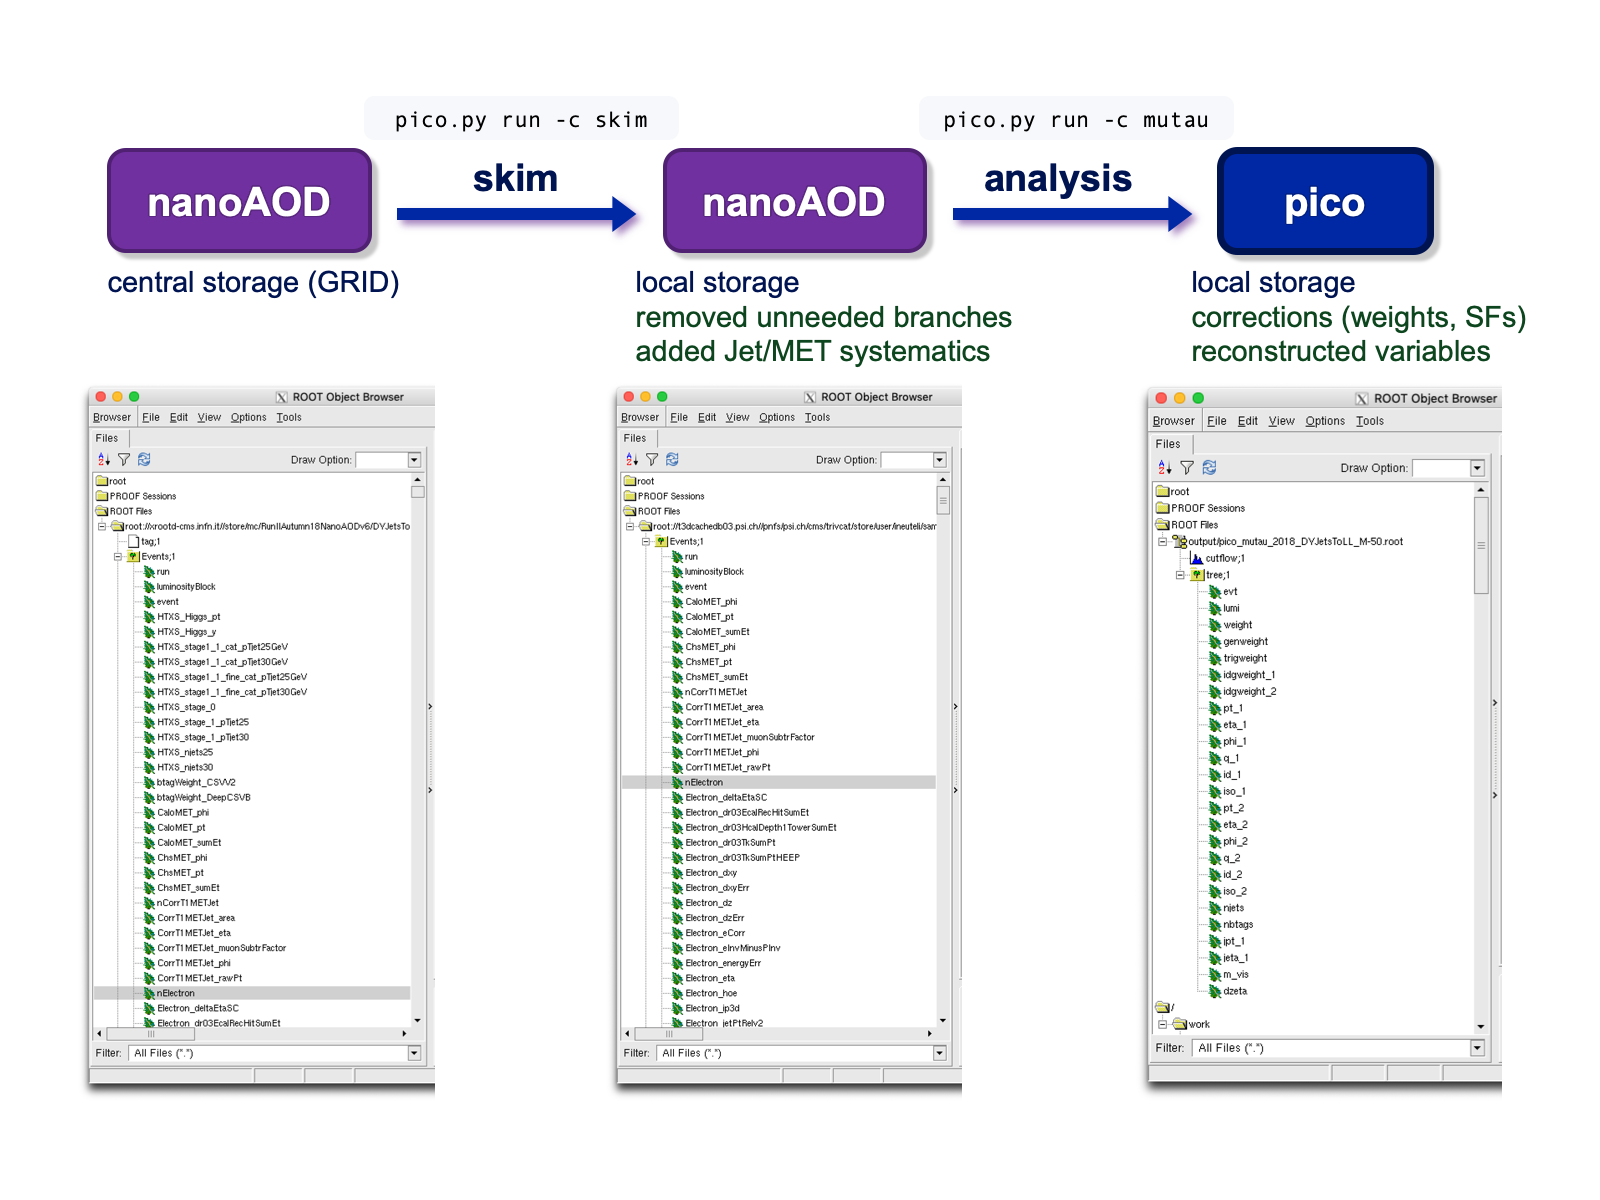 pico.py run -c skim
pico.py run -c mutau
nanoAOD
skim
nanoAOD
analysis
pico
central storage (GRID)
local storage
removed unneeded branches
added Jet/MET systematics
local storage
corrections (weights, SFs)
reconstructed variables
ROOT Object Browser
Browser File Edit View Options Tools
Files
Draw Option:
root
PROOF Sessions
ROOT Files
root://xrootd-cms.infn.it//store/mc/RunIIAutumn18NanoAODv6/DYJetsTo
tag;1
Events;1
run
luminosityBlock
event
HTXS_Higgs_pt
HTXS_Higgs_y
HTXS_stage1_1_cat_pTjet25GeV
HTXS_stage1_1_cat_pTjet30GeV
HTXS_stage1_1_fine_cat_pTjet25GeV
HTXS_stage1_1_fine_cat_pTjet30GeV
HTXS_stage_0
HTXS_stage_1_pTjet25
HTXS_stage_1_pTjet30
HTXS_njets25
HTXS_njets30
btagWeight_CSVV2
btagWeight_DeepCSVB
CaloMET_phi
CaloMET_pt
CaloMET_sumEt
ChsMET_phi
ChsMET_pt
ChsMET_sumEt
nCorrT1METJet
CorrT1METJet_area
CorrT1METJet_eta
CorrT1METJet_muonSubtrFactor
CorrT1METJet_phi
CorrT1METJet_rawPt
nElectron
Electron_deltaEtaSC
Electron_dr03EcalRecHitSumEt
Filter: All Files (*.*)
ROOT Object Browser
Browser File Edit View Options Tools
Files
Draw Option:
root
PROOF Sessions
ROOT Files
root://t3dcachedb03.psi.ch//pnfs/psi.ch/cms/trivcat/store/user/ineuteli/sam
Events;1
run
luminosityBlock
event
CaloMET_phi
CaloMET_pt
CaloMET_sumEt
ChsMET_phi
ChsMET_pt
ChsMET_sumEt
nCorrT1METJet
CorrT1METJet_area
CorrT1METJet_eta
CorrT1METJet_muonSubtrFactor
CorrT1METJet_phi
CorrT1METJet_rawPt
nElectron
Electron_deltaEtaSC
Electron_dr03EcalRecHitSumEt
Electron_dr03HcalDepth1TowerSumEt
Electron_dr03TkSumPt
Electron_dr03TkSumPtHEEP
Electron_dxy
Electron_dxyErr
Electron_dz
Electron_dzErr
Electron_eCorr
Electron_eInvMinusPInv
Electron_energyErr
Electron_eta
Electron_hoe
Electron_ip3d
Electron_jetPtRelv2
Filter: All Files (*.*)
ROOT Object Browser
Browser File Edit View Options Tools
Files
Draw Option:
root
PROOF Sessions
ROOT Files
output/pico_mutau_2018_DYJetsToLL_M-50.root
cutflow;1
tree;1
evt
lumi
weight
genweight
trigweight
idgweight_1
idgweight_2
pt_1
eta_1
phi_1
q_1
id_1
iso_1
pt_2
eta_2
phi_2
q_2
id_2
iso_2
njets
nbtags
jpt_1
jeta_1
m_vis
dzeta
/
work
Filter: All Files (*.*)